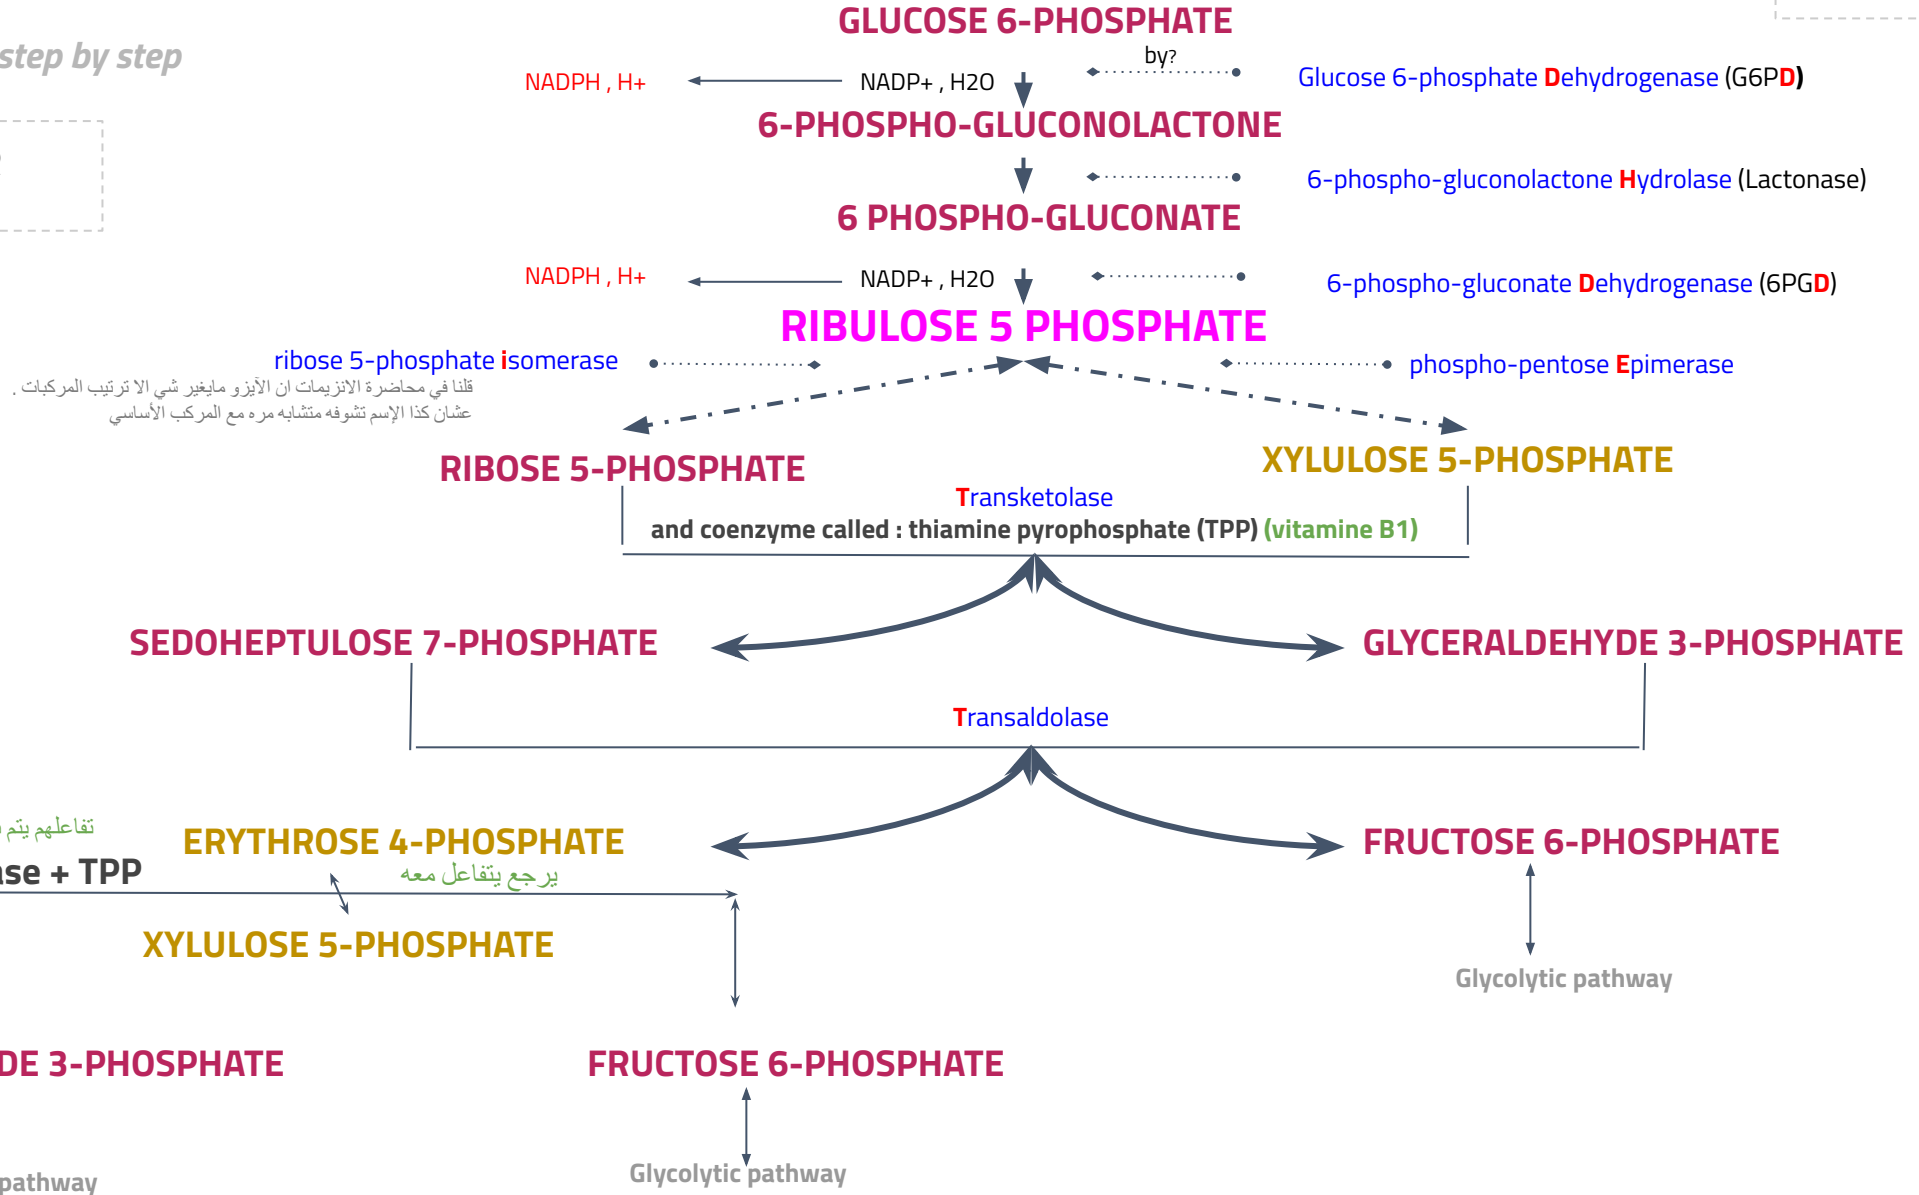 GLUCOSE 6-PHOSPHATE
step by step
by?
NADPH , H+
NADP+ , H2O
Glucose 6-phosphate Dehydrogenase (G6PD)
6-PHOSPHO-GLUCONOLACTONE
6-phospho-gluconolactone Hydrolase (Lactonase)
6 PHOSPHO-GLUCONATE
NADPH , H+
NADP+ , H2O
6-phospho-gluconate Dehydrogenase (6PGD)
RIBULOSE 5 PHOSPHATE
ribose 5-phosphate isomerase
phospho-pentose Epimerase
قلنا في محاضرة الانزيمات ان الآيزو مايغير شي الا ترتيب المركبات .
عشان كذا الإسم تشوفه متشابه مره مع المركب الأساسي
RIBOSE 5-PHOSPHATE
XYLULOSE 5-PHOSPHATE
Transketolase
and coenzyme called : thiamine pyrophosphate (TPP) (vitamine B1)
SEDOHEPTULOSE 7-PHOSPHATE
GLYCERALDEHYDE 3-PHOSPHATE
Transaldolase
تفاعلهم يتم
ERYTHROSE 4-PHOSPHATE
FRUCTOSE 6-PHOSPHATE
ase + TPP
يرجع يتفاعل معه
XYLULOSE 5-PHOSPHATE
Glycolytic pathway
DE 3-PHOSPHATE
FRUCTOSE 6-PHOSPHATE
Glycolytic pathway
pathway